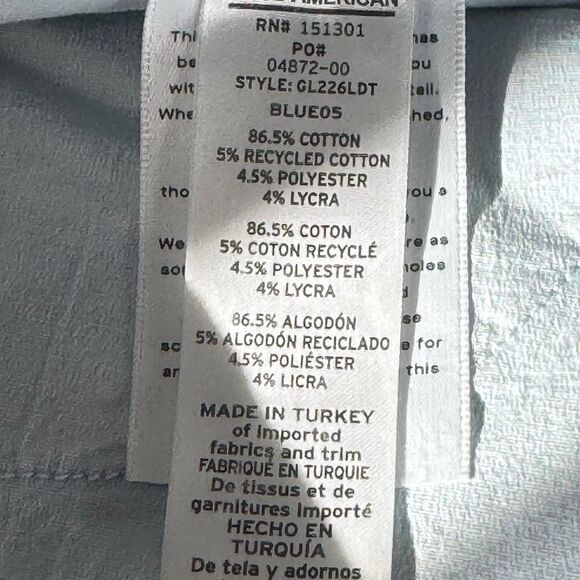 AMERICAN
RN# 151301
PO#
04872-00
STYLE: GL226LDT
BLUE05
86.5% COTTON
5% RECYCLED COTTON
4.5% POLYESTER
4% LYCRA
86.5% COTON
5% COTON RECYCLÉ
4.5% POLYESTER
4% LYCRA
86.5% ALGODÓN
5% ALGODÓN RECICLADO
4.5% POLIÉSTER
4% LICRA
MADE IN TURKEY
of imported
fabrics and trim
FABRIQUÉ EN TURQUIE
De tissus et de
garnitures importé
HECHO EN
TURQUÍA
De tela y adornos